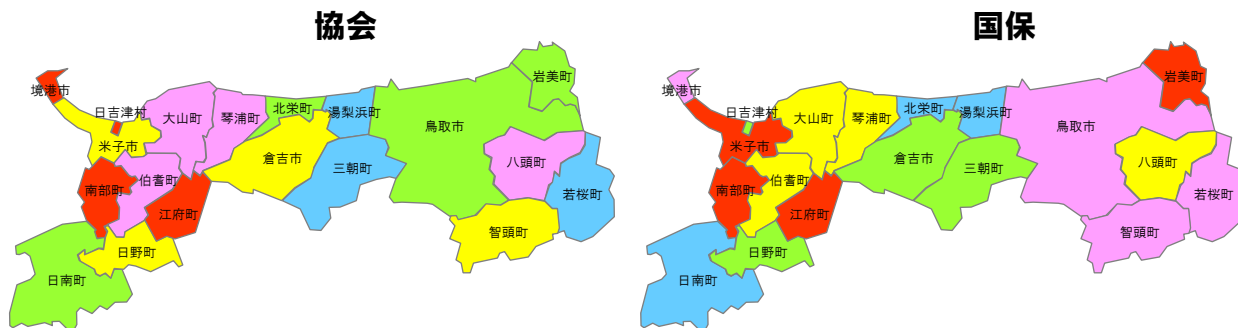 協会
国保
岩美町
境港市
日吉津村
北栄町
湯梨浜町
大山町
琴浦町
鳥取市
米子市
倉吉市
八頭町
三朝町
伯耆町
南部町
若桜町
江府町
智頭町
日野町
日南町
岩美町
境港市
日吉津村
北栄町
湯梨浜町
大山町
琴浦町
鳥取市
米子市
倉吉市
八頭町
三朝町
伯耆町
南部町
若桜町
江府町
智頭町
日野町
日南町